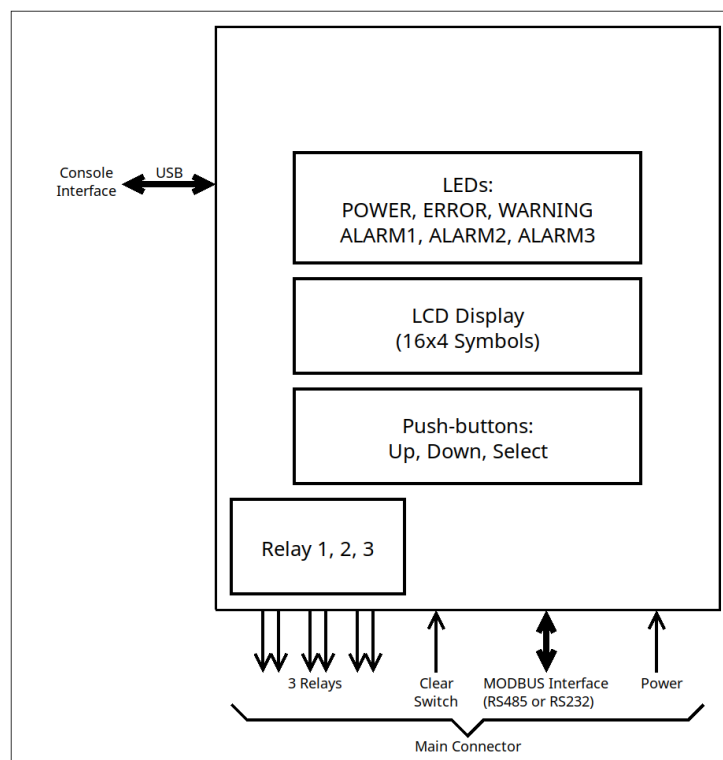 Console
Interface
USB
LEDs:
POWER, ERROR, WARNING
ALARM1, ALARM2, ALARM3
LCD Display
(16x4 Symbols)
Push-buttons:
Up, Down, Select
Relay 1, 2, 3
3 Relays
Clear
Switch
MODBUS Interface
(RS485 or RS232)
Power
Main Connector